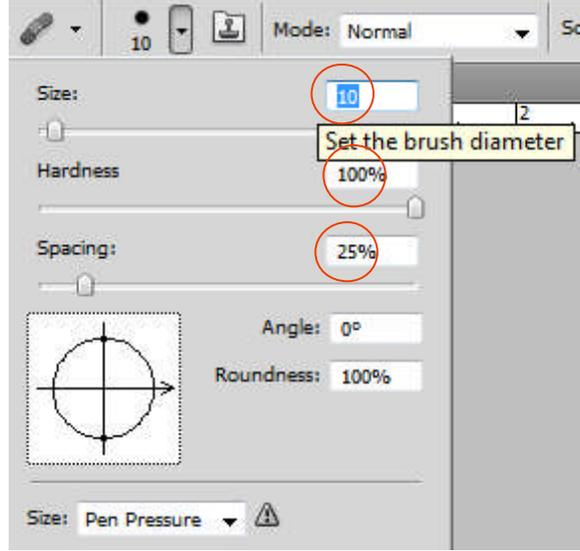 10 Mode: Normal Sc
Size: 10
2
Set the brush diameter
Hardness 100%
Spacing: 25%
Angle: 0°
Roundness: 100%
Size: Pen Pressure